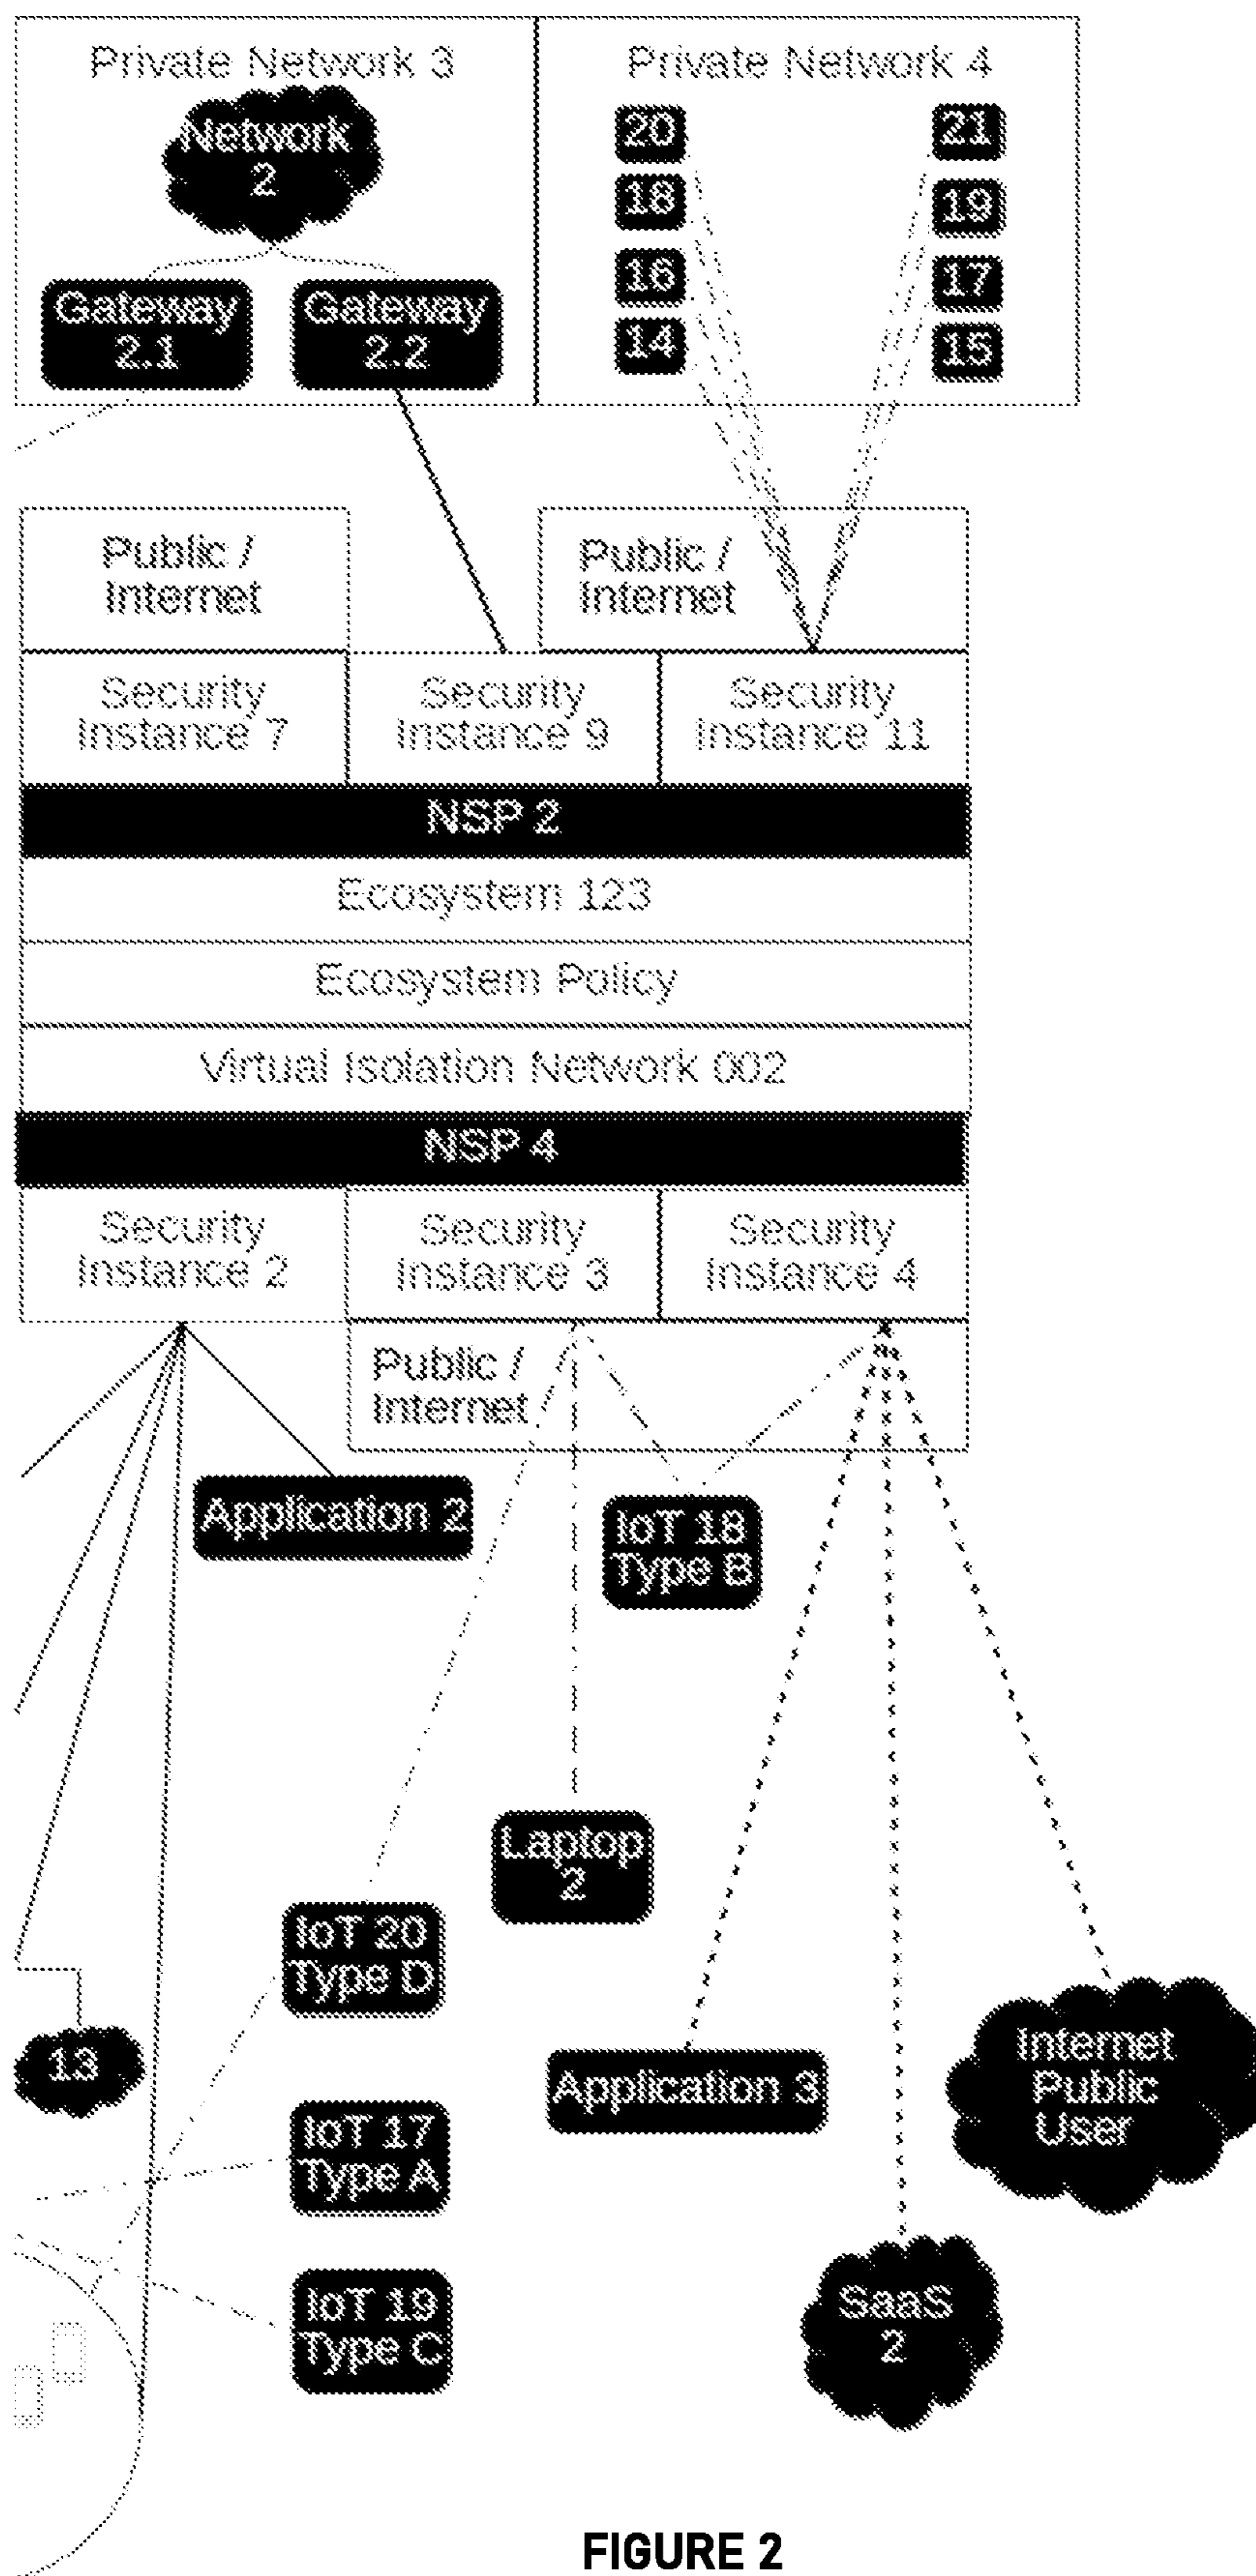 Private Network 3
Private Network 4
Network
2
20
21
18
19
16
17
14
15
Gateway
2.1
Gateway
2.2
Public /
Internet
Public /
Internet
Security
Instance 7
Security
Instance 9
Security
Instance 11
NSP 2
Ecosystem 123
Ecosystem Policy
Virtual Isolation Network 002
NSP 4
Security
Instance 2
Security
Instance 3
Security
Instance 4
Public /
Internet
Application 2
IoT 18
Type B
Laptop
2
IoT 20
Type D
13
Application 3
Internet
Public
User
IoT 17
Type A
IoT 19
Type C
SaaS
2
FIGURE 2